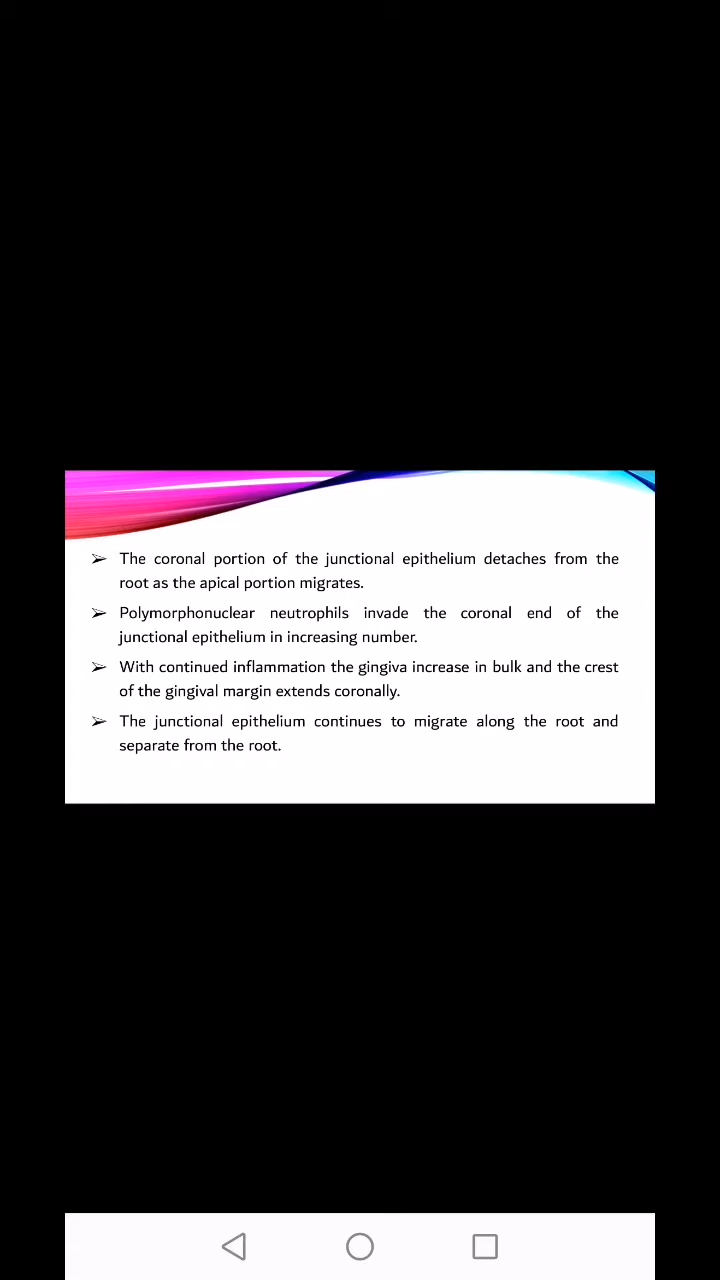 ➢ The coronal portion of the junctional epithelium detaches from the
root as the apical portion migrates.
➢ Polymorphonuclear neutrophils invade the coronal end of the
junctional epithelium in increasing number.
➢ With continued inflammation the gingiva increase in bulk and the crest
of the gingival margin extends coronally.
➢ The junctional epithelium continues to migrate along the root and
separate from the root.